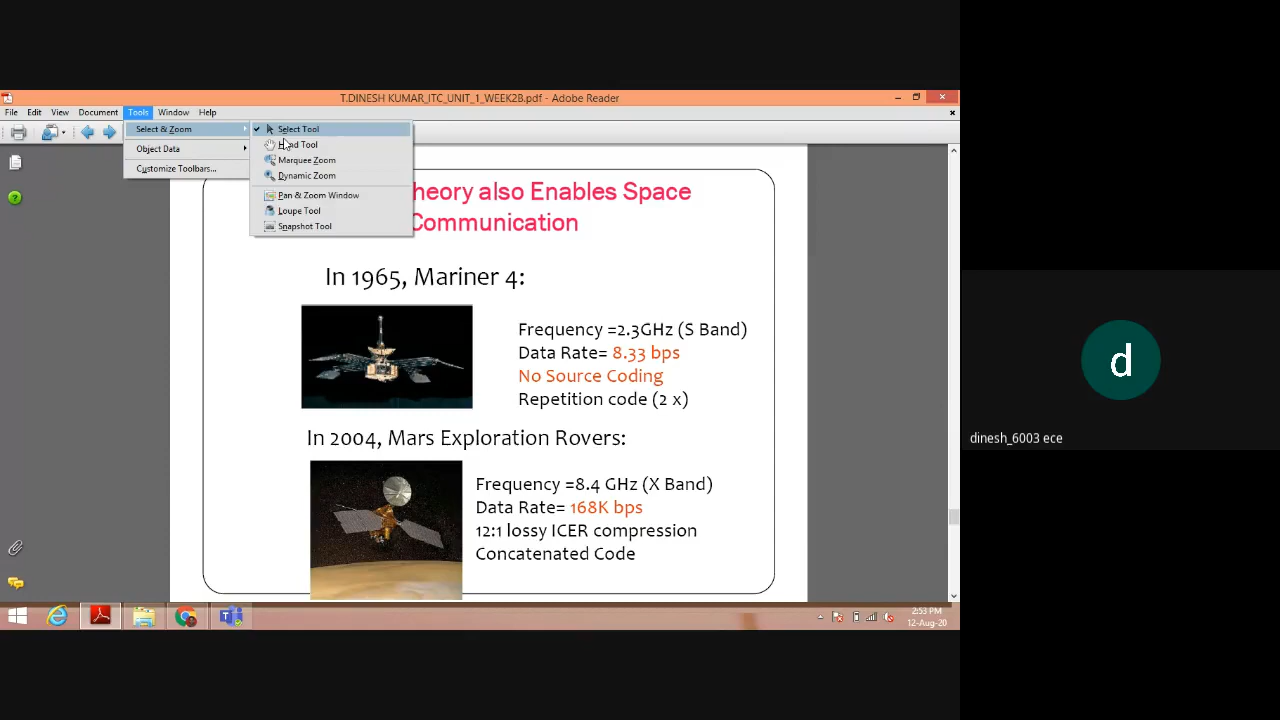 T.DINESH KUMAR_ITC_UNIT_1_WEEK2B.pdf - Adobe Reader
File Edit View Document Tools Window Help
Select & Zoom
Object Data
Customize Toolbars...
Select Tool
Hand Tool
Marquee Zoom
Dynamic Zoom
Pan & Zoom Window
Loupe Tool
Snapshot Tool
heory also Enables Space
Communication
In 1965, Mariner 4:
Frequency =2.3GHz (S Band)
Data Rate= 8.33 bps
No Source Coding
Repetition code (2 x)
In 2004, Mars Exploration Rovers:
Frequency =8.4 GHz (X Band)
Data Rate= 168K bps
12:1 lossy ICER compression
Concatenated Code
2:53 PM
12-Aug-20
d
dinesh_6003 ece